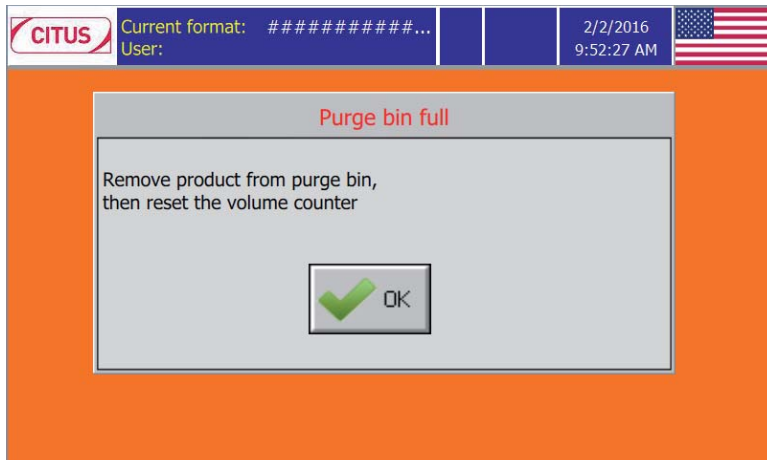 CITUS
Current format: ###########...
User:
2/2/2016
9:52:27 AM
Purge bin full
Remove product from purge bin,
then reset the volume counter
OK